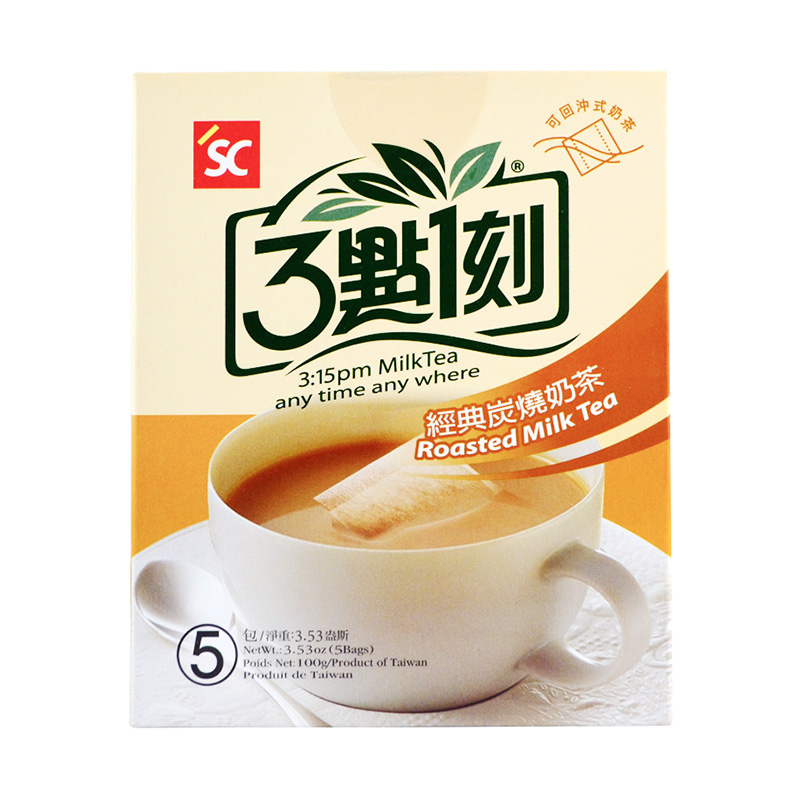 SC
可回沖式奶茶
®
3點1刻
3:15pm MilkTea
any time any where
經典炭燒奶茶
Roasted Milk Tea
5
包/淨重:3.53盎斯
NetWt.: 3.53oz (5Bags)
Poids Net: 100g/Product of Taiwan
Produit de Taiwan